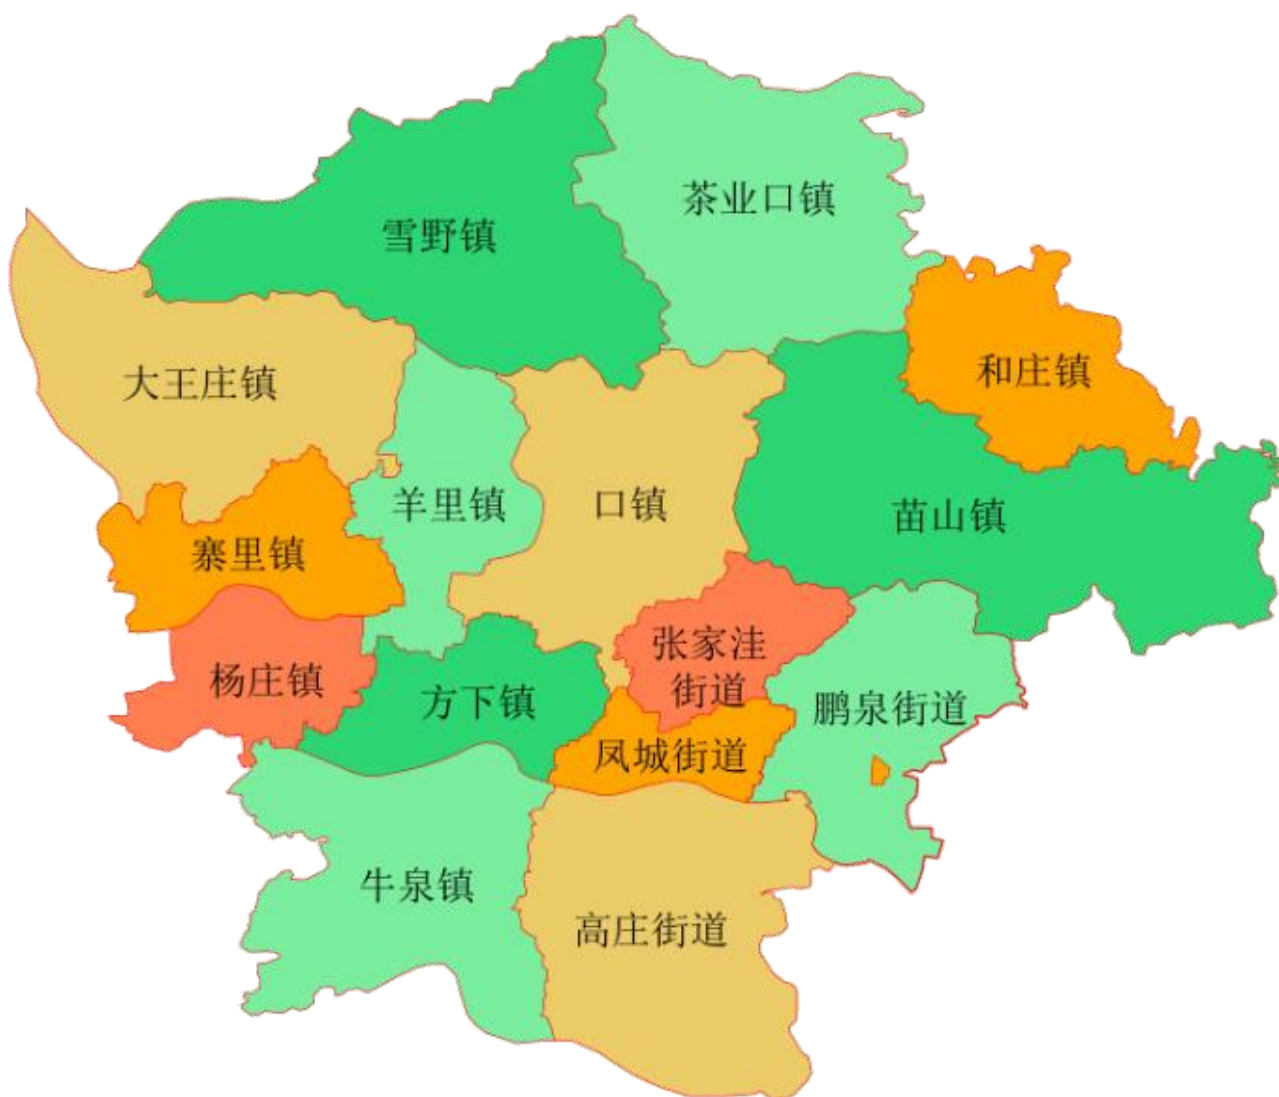 茶业口镇
雪野镇
和庄镇
大王庄镇
羊里镇
口镇
苗山镇
寨里镇
张家洼
街道
杨庄镇
方下镇
鹏泉街道
凤城街道
牛泉镇
高庄街道